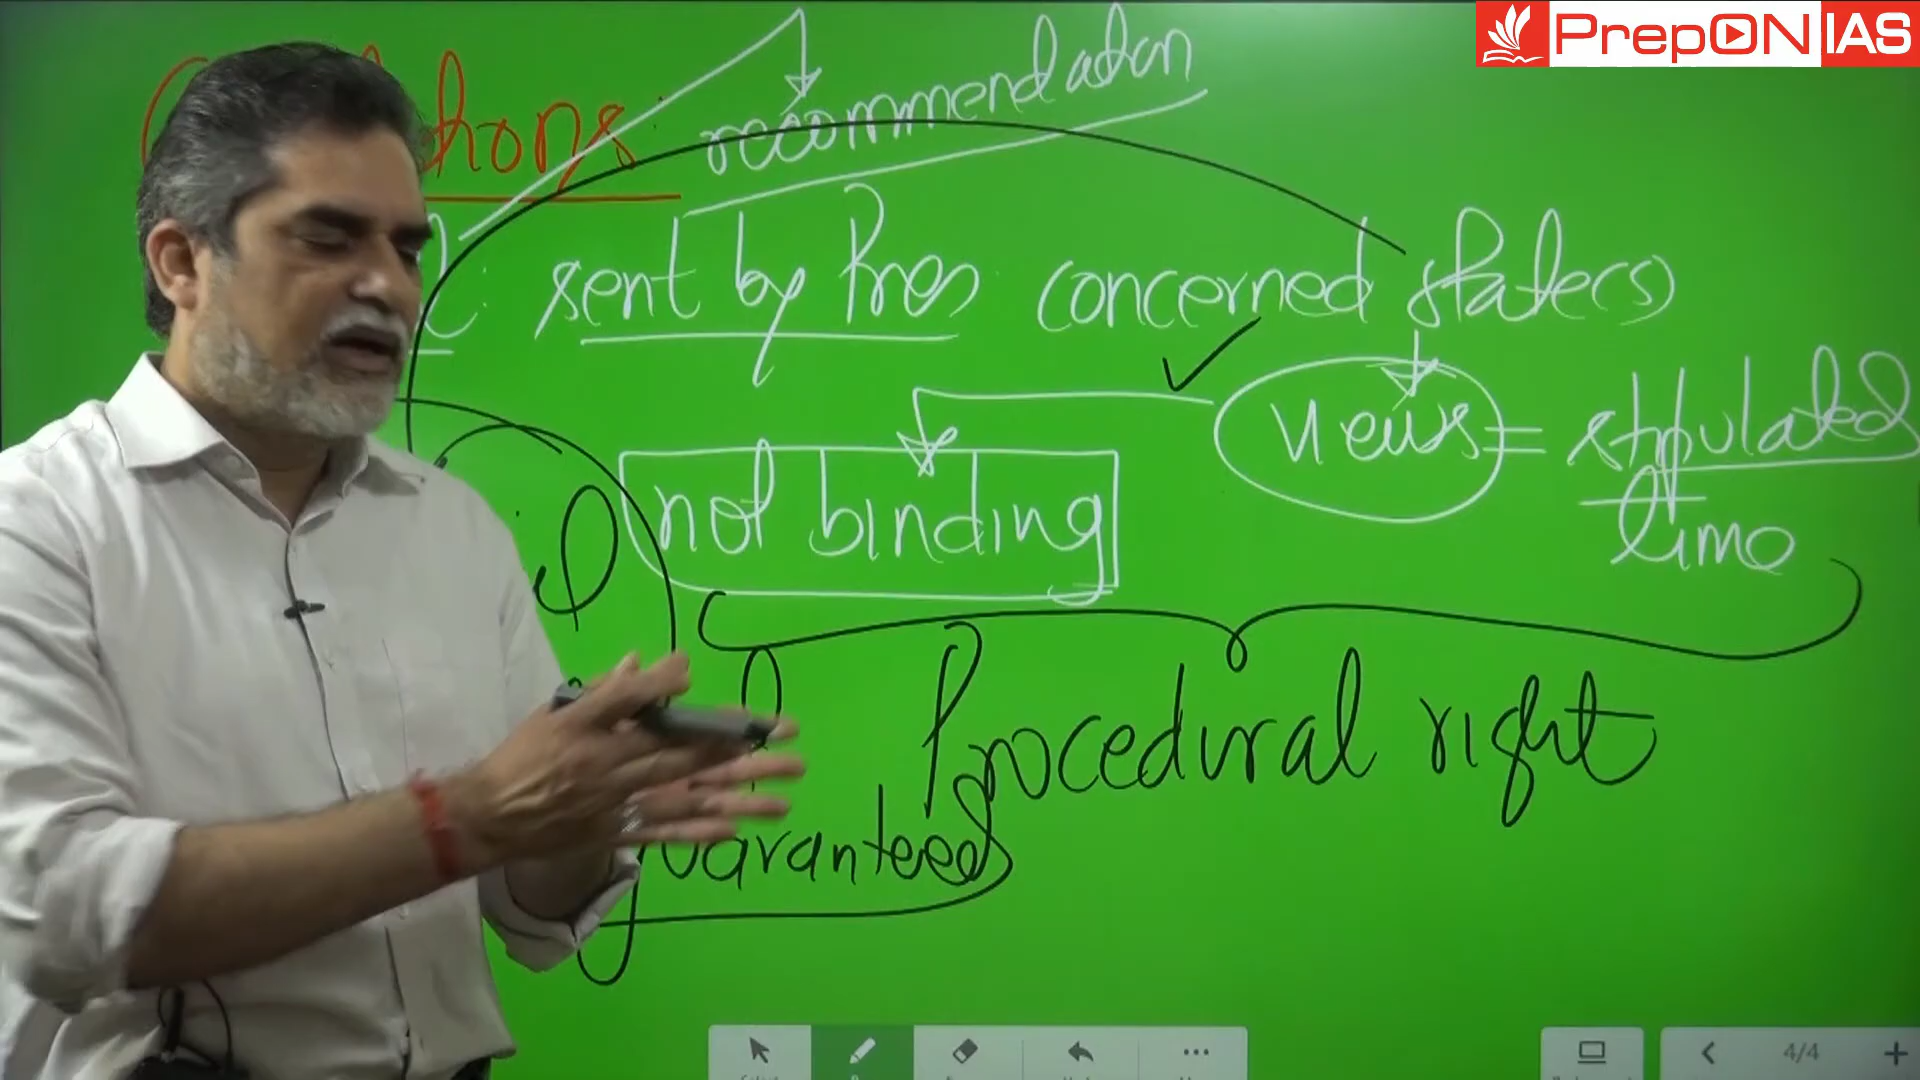 PrepON IAS
recommendation
sent by Pres concerned state(s)
views = stipulated
time
not binding
Procedural right
guaranteed
4/4